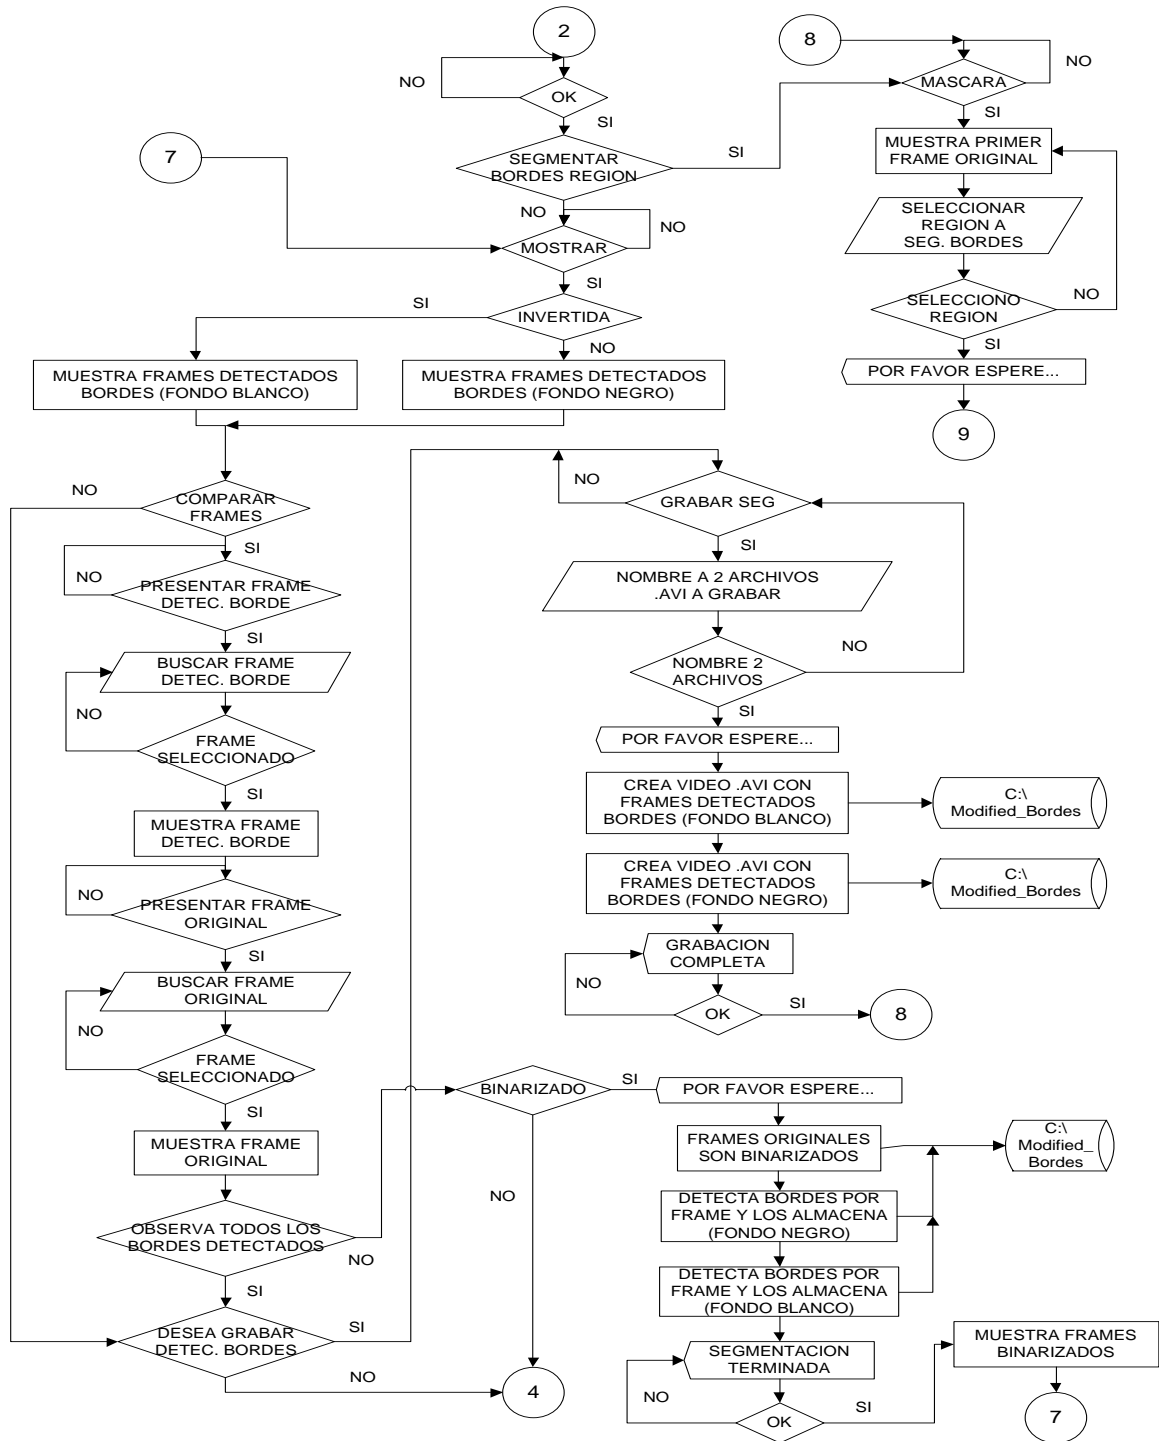 2
NO
OK
SI
SEGMENTAR
BORDES REGION
SI
7
NO
NO
MOSTRAR
SI
SI
INVERTIDA
NO
MUESTRA FRAMES DETECTADOS
BORDES (FONDO BLANCO)
MUESTRA FRAMES DETECTADOS
BORDES (FONDO NEGRO)
8
NO
MASCARA
SI
MUESTRA PRIMER
FRAME ORIGINAL
SELECCIONAR
REGION A
SEG. BORDES
SELECCIONO
REGION
NO
SI
POR FAVOR ESPERE...
9
NO
COMPARAR
FRAMES
SI
NO
PRESENTAR FRAME
DETEC. BORDE
SI
BUSCAR FRAME
DETEC. BORDE
NO
FRAME
SELECCIONADO
SI
MUESTRA FRAME
DETEC. BORDE
NO
PRESENTAR FRAME
ORIGINAL
SI
BUSCAR FRAME
ORIGINAL
NO
FRAME
SELECCIONADO
SI
MUESTRA FRAME
ORIGINAL
OBSERVA TODOS LOS
BORDES DETECTADOS
NO
SI
DESEA GRABAR
DETEC. BORDES
SI
NO
4
NO
GRABAR SEG
SI
NOMBRE A 2 ARCHIVOS
.AVI A GRABAR
NO
NOMBRE 2
ARCHIVOS
SI
POR FAVOR ESPERE...
CREA VIDEO .AVI CON
FRAMES DETECTADOS
BORDES (FONDO BLANCO)
C:\
Modified_Bordes
CREA VIDEO .AVI CON
FRAMES DETECTADOS
BORDES (FONDO NEGRO)
C:\
Modified_Bordes
GRABACION
COMPLETA
NO
OK
SI
8
BINARIZADO
SI
NO
POR FAVOR ESPERE...
FRAMES ORIGINALES
SON BINARIZADOS
C:\
Modified_
Bordes
DETECTA BORDES POR
FRAME Y LOS ALMACENA
(FONDO NEGRO)
DETECTA BORDES POR
FRAME Y LOS ALMACENA
(FONDO BLANCO)
SEGMENTACION
TERMINADA
NO
OK
SI
MUESTRA FRAMES
BINARIZADOS
7